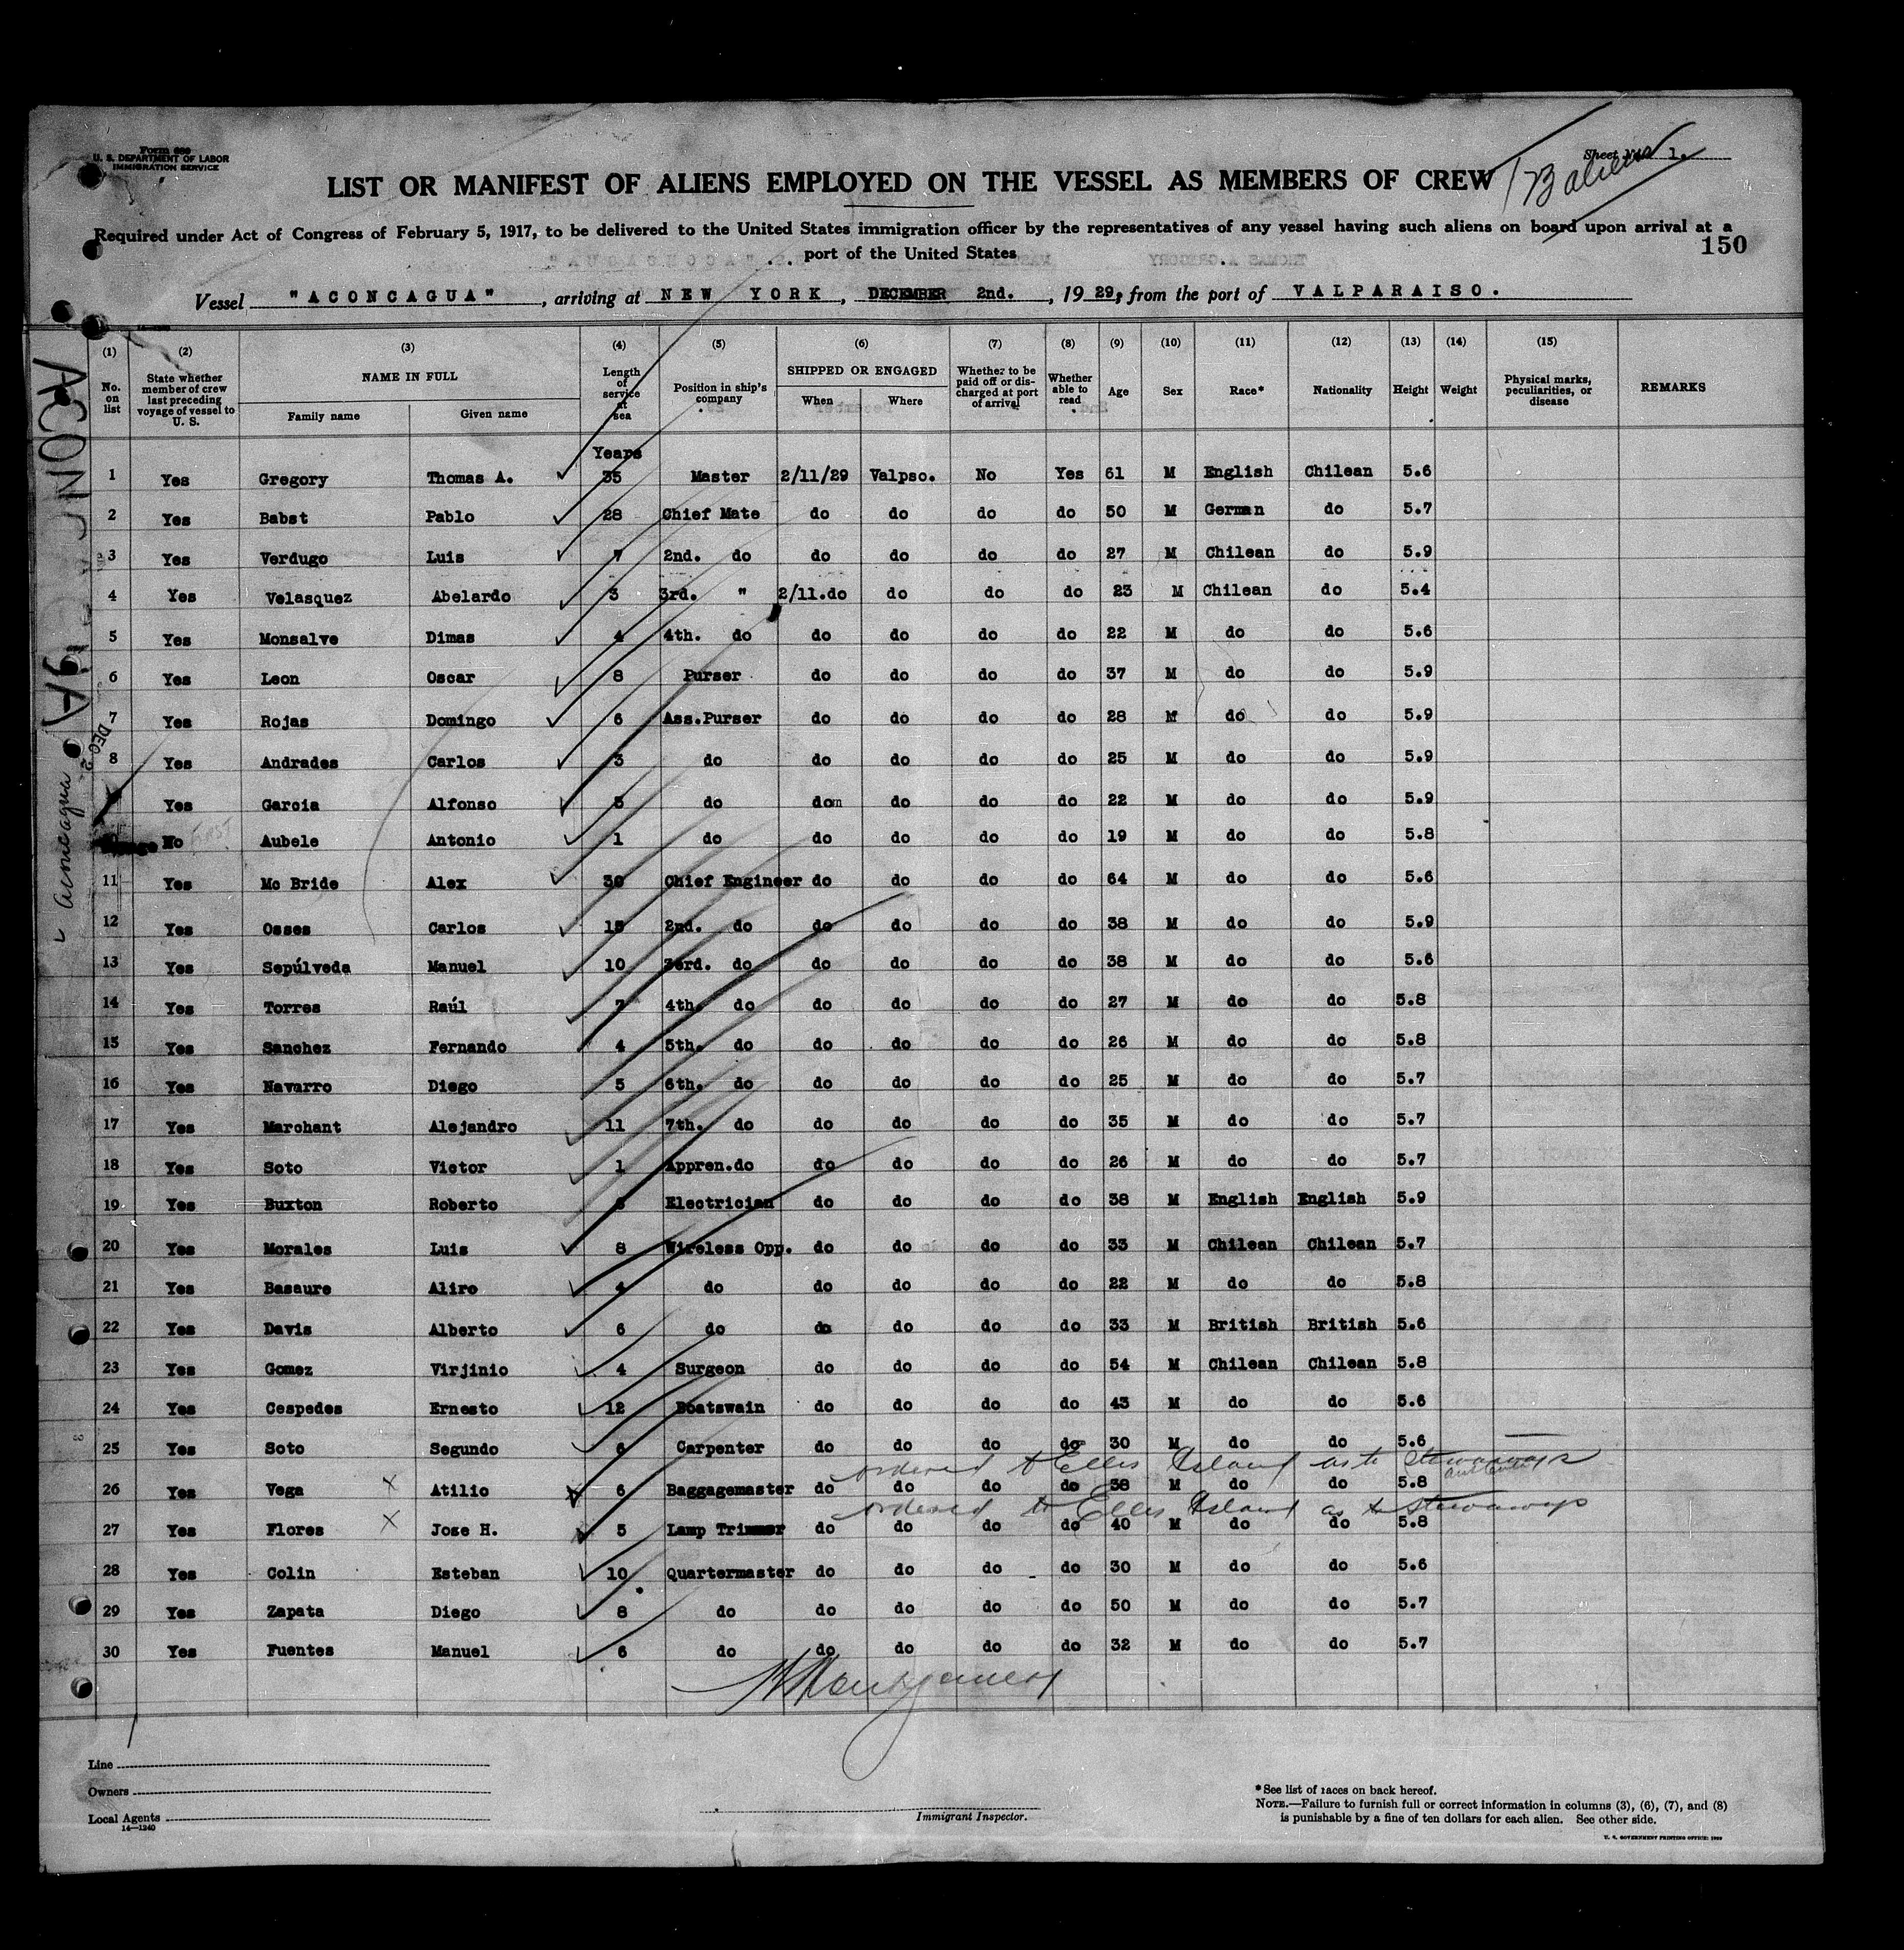 Form 680
U. S. DEPARTMENT OF LABOR
IMMIGRATION SERVICE
Sheet No. 1.
LIST OR MANIFEST OF ALIENS EMPLOYED ON THE VESSEL AS MEMBERS OF CREW
aliens
Required under Act of Congress of February 5, 1917, to be delivered to the United States immigration officer by the representatives of any vessel having such aliens on board upon arrival at a
port of the United States
150
Vessel "ACONCAGUA", arriving at NEW YORK, DECEMBER 2nd., 1929, from the port of VALPARAISO.
ACONCAGUA
DEC 2
Aconcagua
(1) (2) (3) (4) (5) (6) (7) (8) (9) (10) (11) (12) (13) (14) (15)
No. on list
State whether member of crew last preceding voyage of vessel to U. S.
NAME IN FULL
Family name Given name
Length of service at sea
Position in ship's company
SHIPPED OR ENGAGED
When Where
Whether to be paid off or discharged at port of arrival
Whether able to read
Age Sex Race* Nationality Height Weight
Physical marks, peculiarities, or disease
REMARKS
Years
1 Yes Gregory Thomas A. 35 Master 2/11/29 Valpso. No Yes 61 M English Chilean 5.6
2 Yes Babst Pablo 28 Chief Mate do do do do 50 M German do 5.7
3 Yes Verdugo Luis 7 2nd. do do do do do 27 M Chilean do 5.9
4 Yes Velasquez Abelardo 3 3rd. " 2/11.do do do do 23 M Chilean do 5.4
5 Yes Monsalve Dimas 4 4th. do do do do do 22 M do do 5.6
6 Yes Leon Oscar 8 Purser do do do do 37 M do do 5.9
7 Yes Rojas Domingo 6 Ass.Purser do do do do 28 M do do 5.9
8 Yes Andrades Carlos 3 do do do do do 25 M do do 5.9
Yes Garcia Alfonso 5 do do do do do 22 M do do 5.9
No Aubele Antonio 1 do do do do do 19 M do do 5.8
11 Yes Mc Bride Alex 30 Chief Engineer do do do do 64 M do do 5.6
12 Yes Osses Carlos 15 2nd. do do do do do 38 M do do 5.9
13 Yes Sepúlveda Manuel 10 3erd. do do do do do 38 M do do 5.6
14 Yes Torres Raúl 7 4th. do do do do do 27 M do do 5.8
15 Yes Sanchez Fernando 4 5th. do do do do do 26 M do do 5.8
16 Yes Navarro Diego 5 6th. do do do do do 25 M do do 5.7
17 Yes Marchant Alejandro 11 7th. do do do do do 35 M do do 5.7
18 Yes Soto Victor 1 Appren.do do do do do 26 M do do 5.7
19 Yes Buxton Roberto Electrician do do do do 38 M English English 5.9
20 Yes Morales Luis 8 Wireless Opp. do do do do 33 M Chilean Chilean 5.7
21 Yes Basaure Aliro 4 do do do do do 22 M do do 5.8
22 Yes Davis Alberto 6 do do do do do 33 M British British 5.6
23 Yes Gomez Virjinio 4 Surgeon do do do do 54 M Chilean Chilean 5.8
24 Yes Cespedes Ernesto 12 Boatswain do do do do 43 M do do 5.6
25 Yes Soto Segundo 6 Carpenter do do do do 30 M do do 5.6
ordered to Ellis Island as to Stowaways
26 Yes Vega X Atilio 6 Baggagemaster do do do do 38 M do do 5.8
ordered to Ellis Island as to Stowaways
27 Yes Flores X Jose H. 5 Lamp Trimmer do do do do 40 M do do 5.8
28 Yes Colin Esteban 10 Quartermaster do do do do 30 M do do 5.6
29 Yes Zapata Diego 8 do do do do do 50 M do do 5.7
30 Yes Fuentes Manuel 6 do do do do do 32 M do do 5.7
Montgomery
Line
Owners
Local Agents
14—1240
Immigrant Inspector.
*See list of races on back hereof.
NOTE.—Failure to furnish full or correct information in columns (3), (6), (7), and (8)
is punishable by a fine of ten dollars for each alien. See other side.
U. S. GOVERNMENT PRINTING OFFICE: 1929